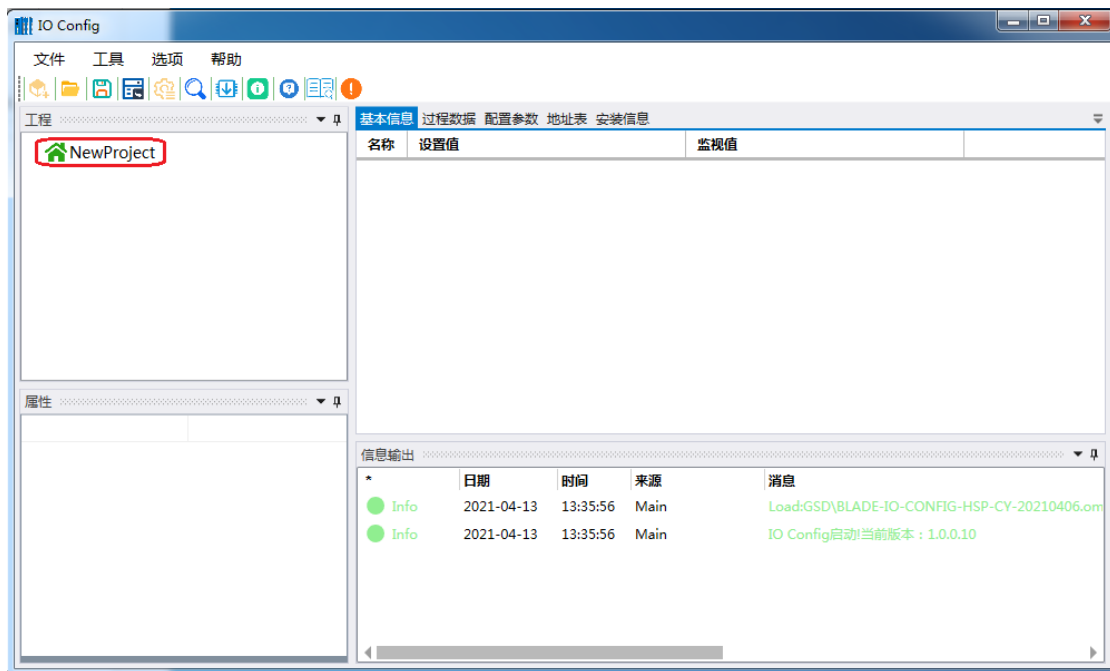 IO Config
文件 工具 选项 帮助
工程
NewProject
基本信息 过程数据 配置参数 地址表 安装信息
名称 设置值 监视值
属性
信息输出
* 日期 时间 来源 消息
Info 2021-04-13 13:35:56 Main Load:GSD\BLADE-IO-CONFIG-HSP-CY-20210406.om
Info 2021-04-13 13:35:56 Main IO Config启动!当前版本：1.0.0.10